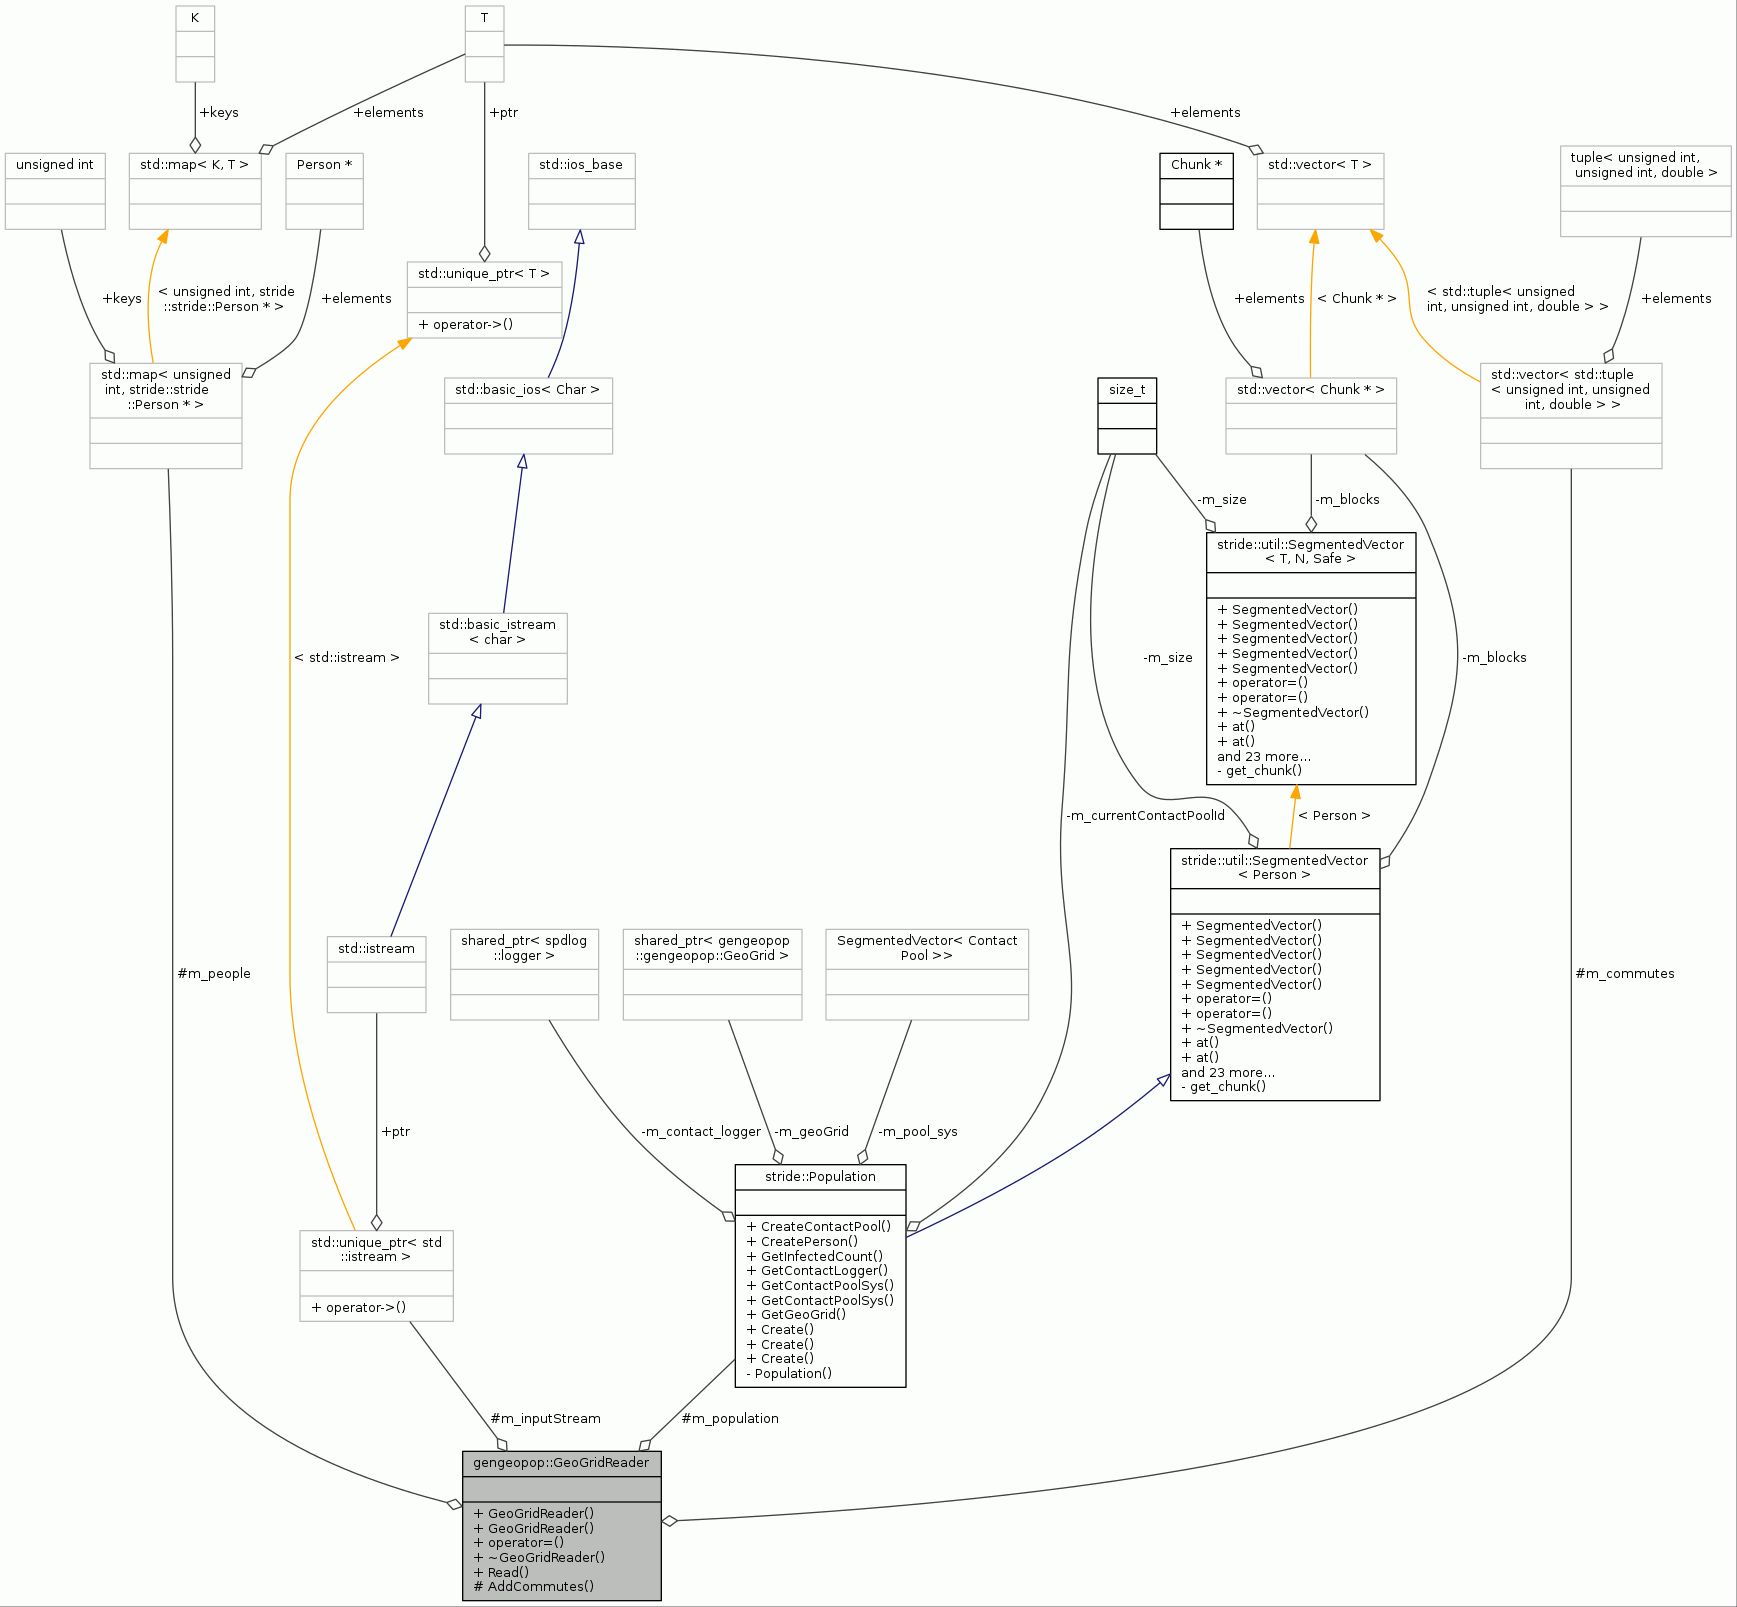 K
T
+keys
+elements
+ptr
+elements
unsigned int
std::map< K, T >
Person *
std::ios_base
Chunk *
std::vector< T >
tuple< unsigned int,
unsigned int, double >
std::unique_ptr< T >
+ operator->()
+keys
< unsigned int, stride
::stride::Person * >
+elements
+elements
< Chunk * >
< std::tuple< unsigned
int, unsigned int, double > >
+elements
std::map< unsigned
int, stride::stride
::Person * >
std::basic_ios< Char >
size_t
std::vector< Chunk * >
std::vector< std::tuple
< unsigned int, unsigned
int, double > >
-m_size
-m_blocks
stride::util::SegmentedVector
< T, N, Safe >
+ SegmentedVector()
+ SegmentedVector()
+ SegmentedVector()
+ SegmentedVector()
+ SegmentedVector()
+ operator=()
+ operator=()
+ ~SegmentedVector()
+ at()
+ at()
and 23 more...
- get_chunk()
std::basic_istream
< char >
< std::istream >
-m_size
-m_blocks
-m_currentContactPoolId
< Person >
stride::util::SegmentedVector
< Person >
+ SegmentedVector()
+ SegmentedVector()
+ SegmentedVector()
+ SegmentedVector()
+ SegmentedVector()
+ operator=()
+ operator=()
+ ~SegmentedVector()
+ at()
+ at()
and 23 more...
- get_chunk()
std::istream
shared_ptr< spdlog
::logger >
shared_ptr< gengeopop
::gengeopop::GeoGrid >
SegmentedVector< Contact
Pool >>
#m_people
#m_commutes
+ptr
-m_contact_logger
-m_geoGrid
-m_pool_sys
stride::Population
+ CreateContactPool()
+ CreatePerson()
+ GetInfectedCount()
+ GetContactLogger()
+ GetContactPoolSys()
+ GetContactPoolSys()
+ GetGeoGrid()
+ Create()
+ Create()
+ Create()
- Population()
std::unique_ptr< std
::istream >
+ operator->()
#m_inputStream
#m_population
gengeopop::GeoGridReader
+ GeoGridReader()
+ GeoGridReader()
+ operator=()
+ ~GeoGridReader()
+ Read()
# AddCommutes()